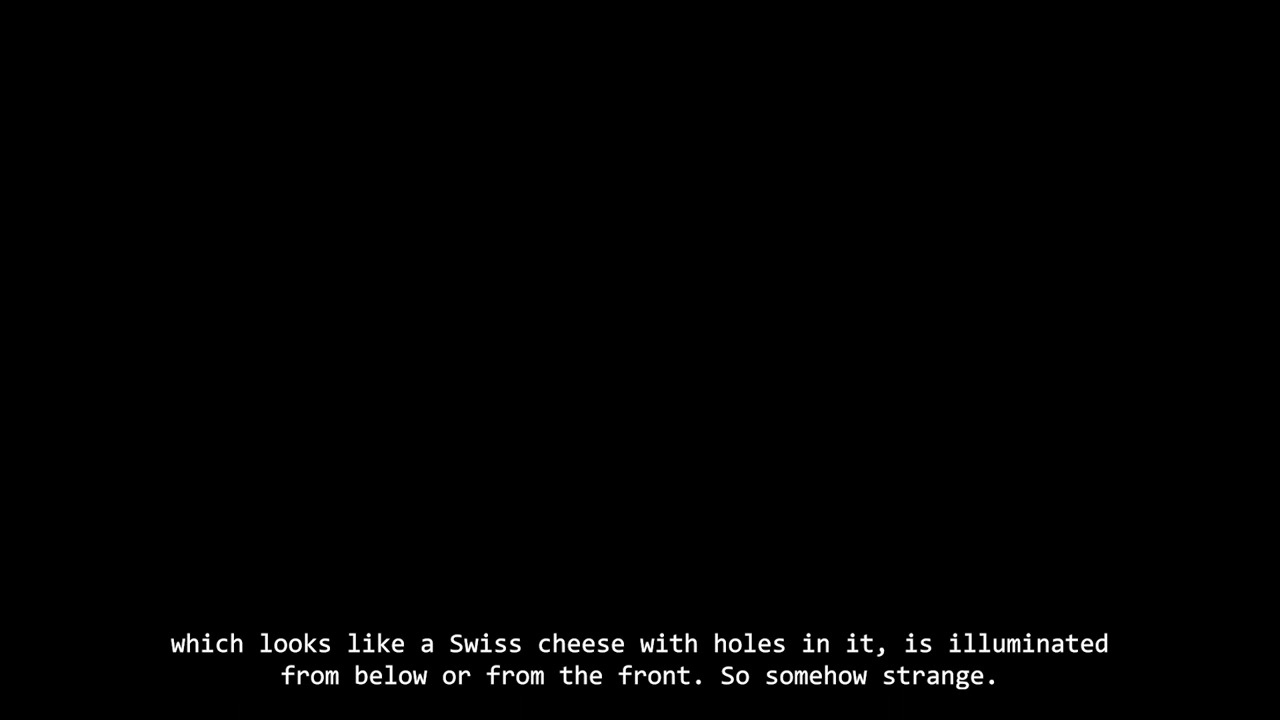 which looks like a Swiss cheese with holes in it, is illuminated
from below or from the front. So somehow strange.